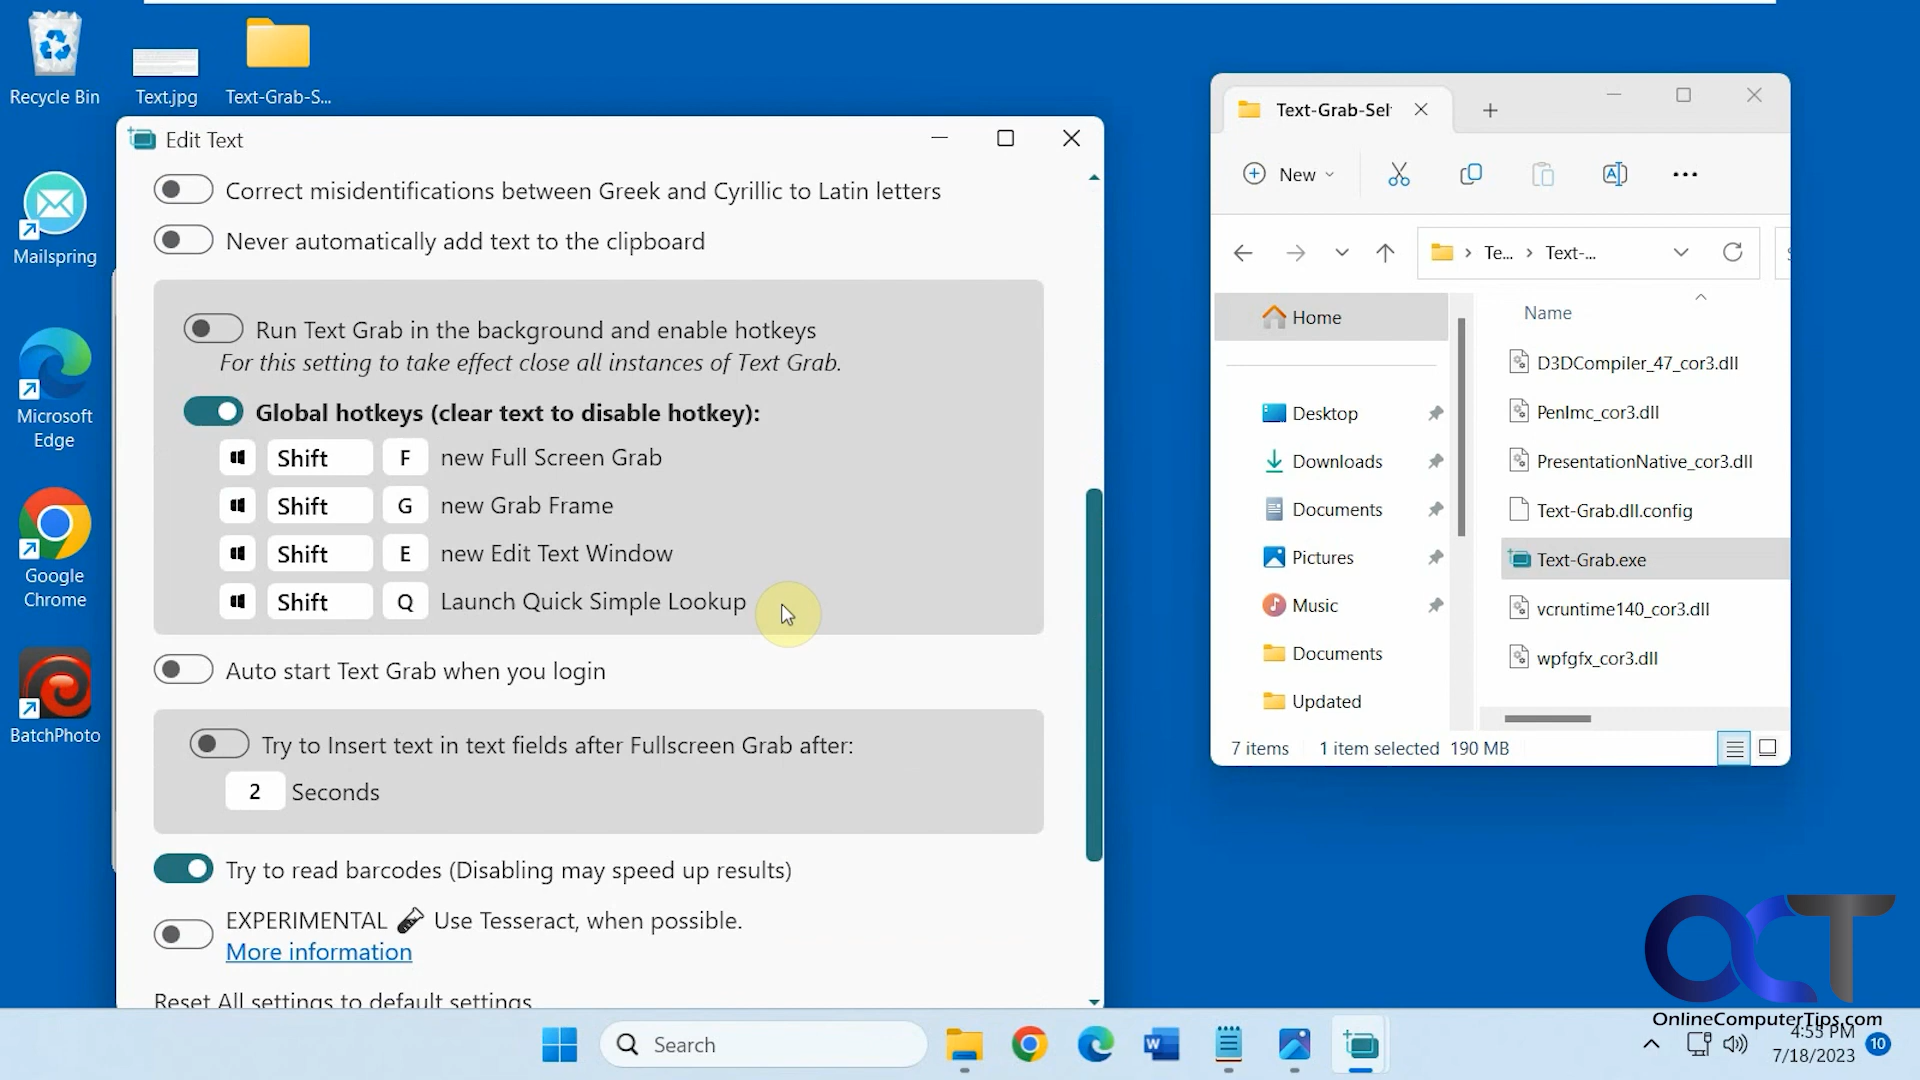 Recycle Bin
Text.jpg
Text-Grab-S...
Mailspring
Microsoft
Edge
Google
Chrome
BatchPhoto
Edit Text
Correct misidentifications between Greek and Cyrillic to Latin letters
Never automatically add text to the clipboard
Run Text Grab in the background and enable hotkeys
For this setting to take effect close all instances of Text Grab.
Global hotkeys (clear text to disable hotkey):
Shift F new Full Screen Grab
Shift G new Grab Frame
Shift E new Edit Text Window
Shift Q Launch Quick Simple Lookup
Auto start Text Grab when you login
Try to Insert text in text fields after Fullscreen Grab after:
2 Seconds
Try to read barcodes (Disabling may speed up results)
EXPERIMENTAL Use Tesseract, when possible.
More information
Reset All settings to default settings
Text-Grab-Sel
New
Te... > Text-...
Home
Desktop
Downloads
Documents
Pictures
Music
Documents
Updated
Name
D3DCompiler_47_cor3.dll
PenImc_cor3.dll
PresentationNative_cor3.dll
Text-Grab.dll.config
Text-Grab.exe
vcruntime140_cor3.dll
wpfgfx_cor3.dll
7 items 1 item selected 190 MB
OCT
OnlineComputerTips.com
Search
4:53 PM
7/18/2023
10